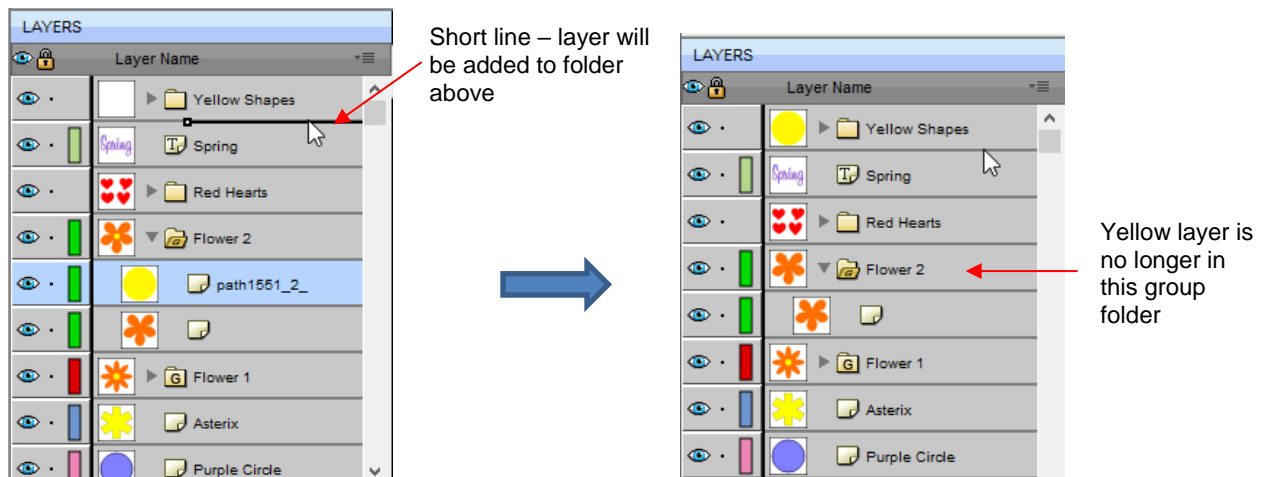 LAYERS
Layer Name
Yellow Shapes
Spring
Spring
Red Hearts
Flower 2
path1551_2_
G Flower 1
Asterix
Purple Circle
Short line – layer will
be added to folder
above
LAYERS
Layer Name
Yellow Shapes
Spring
Spring
Red Hearts
Flower 2
G Flower 1
Asterix
Purple Circle
Yellow layer is
no longer in
this group
folder